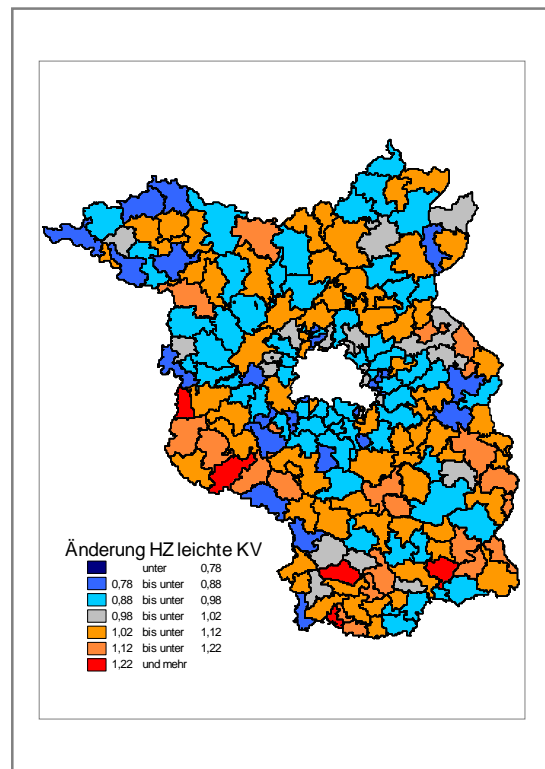 Änderung HZ leichte KV
unter 0,78
0,78 bis unter 0,88
0,88 bis unter 0,98
0,98 bis unter 1,02
1,02 bis unter 1,12
1,12 bis unter 1,22
1,22 und mehr